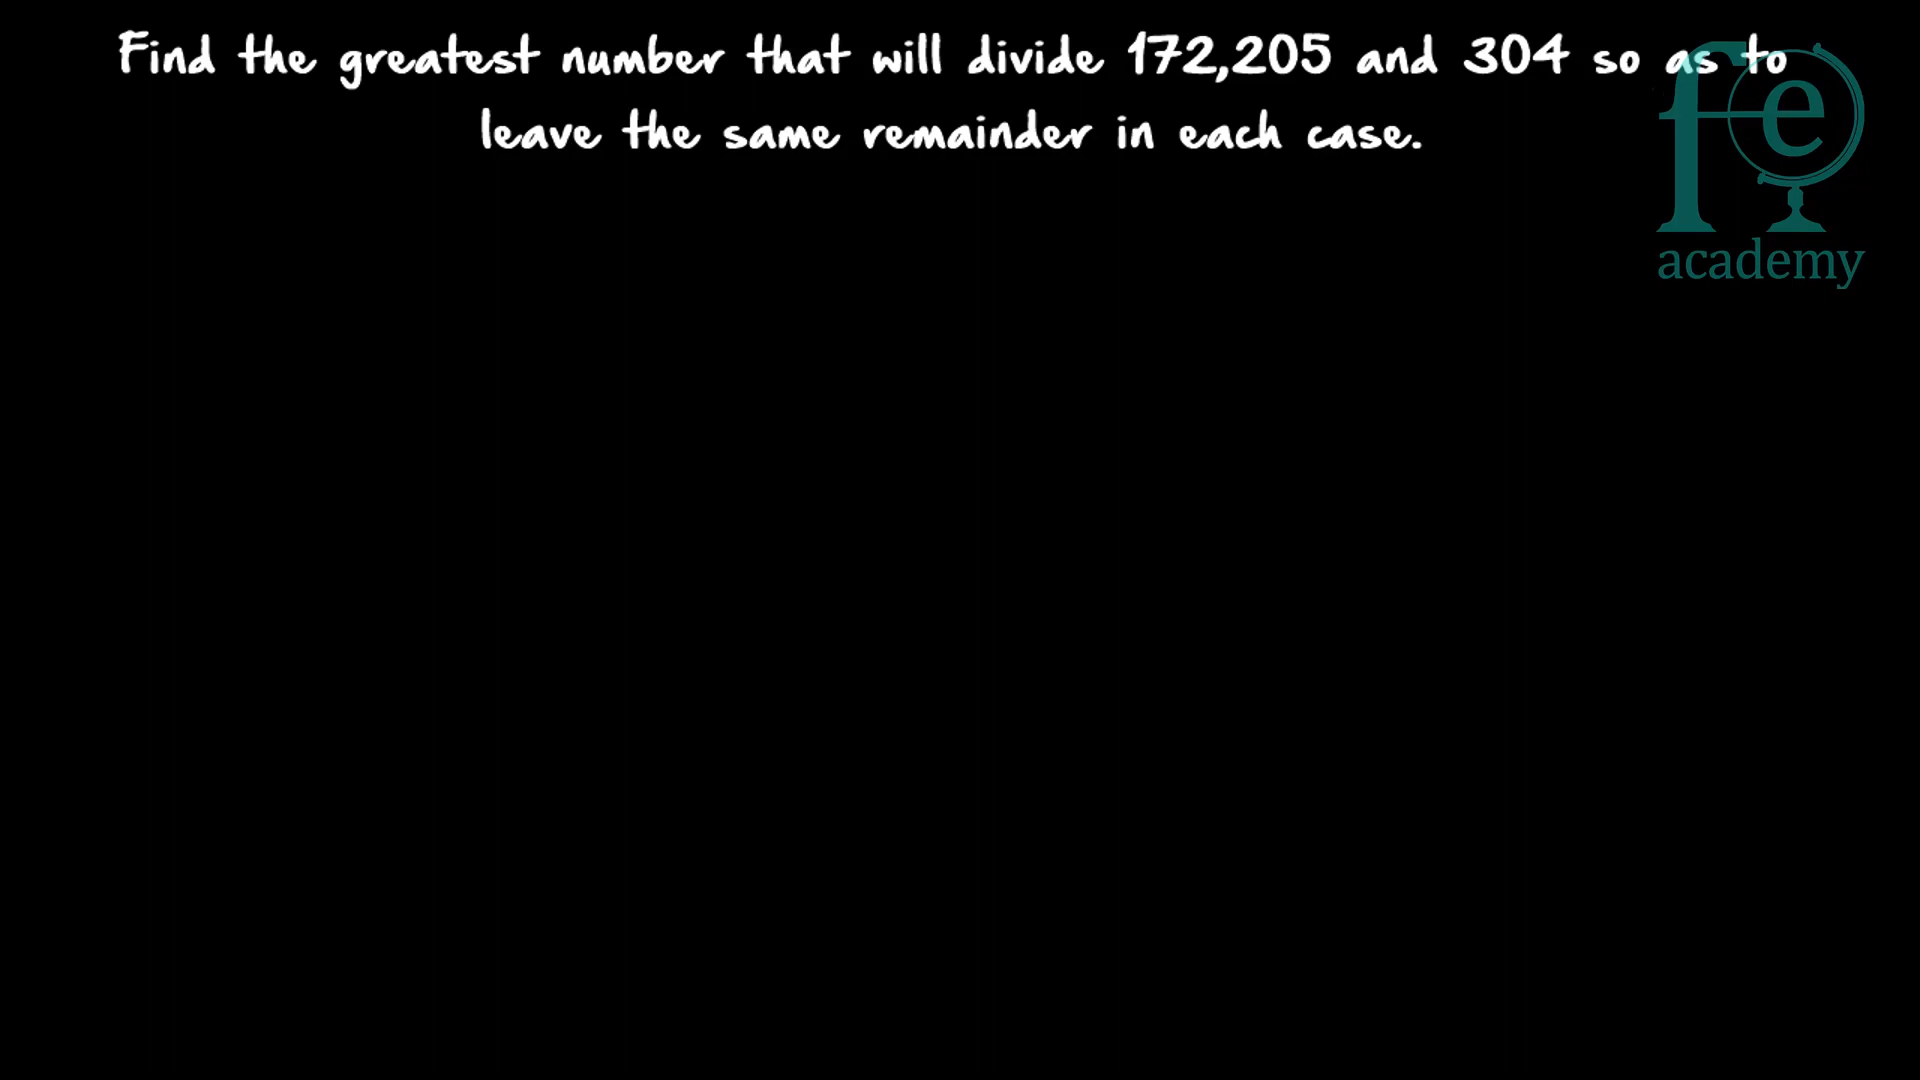 Find the greatest number that will divide 172,205 and 304 so as to
leave the same remainder in each case.
fe
academy